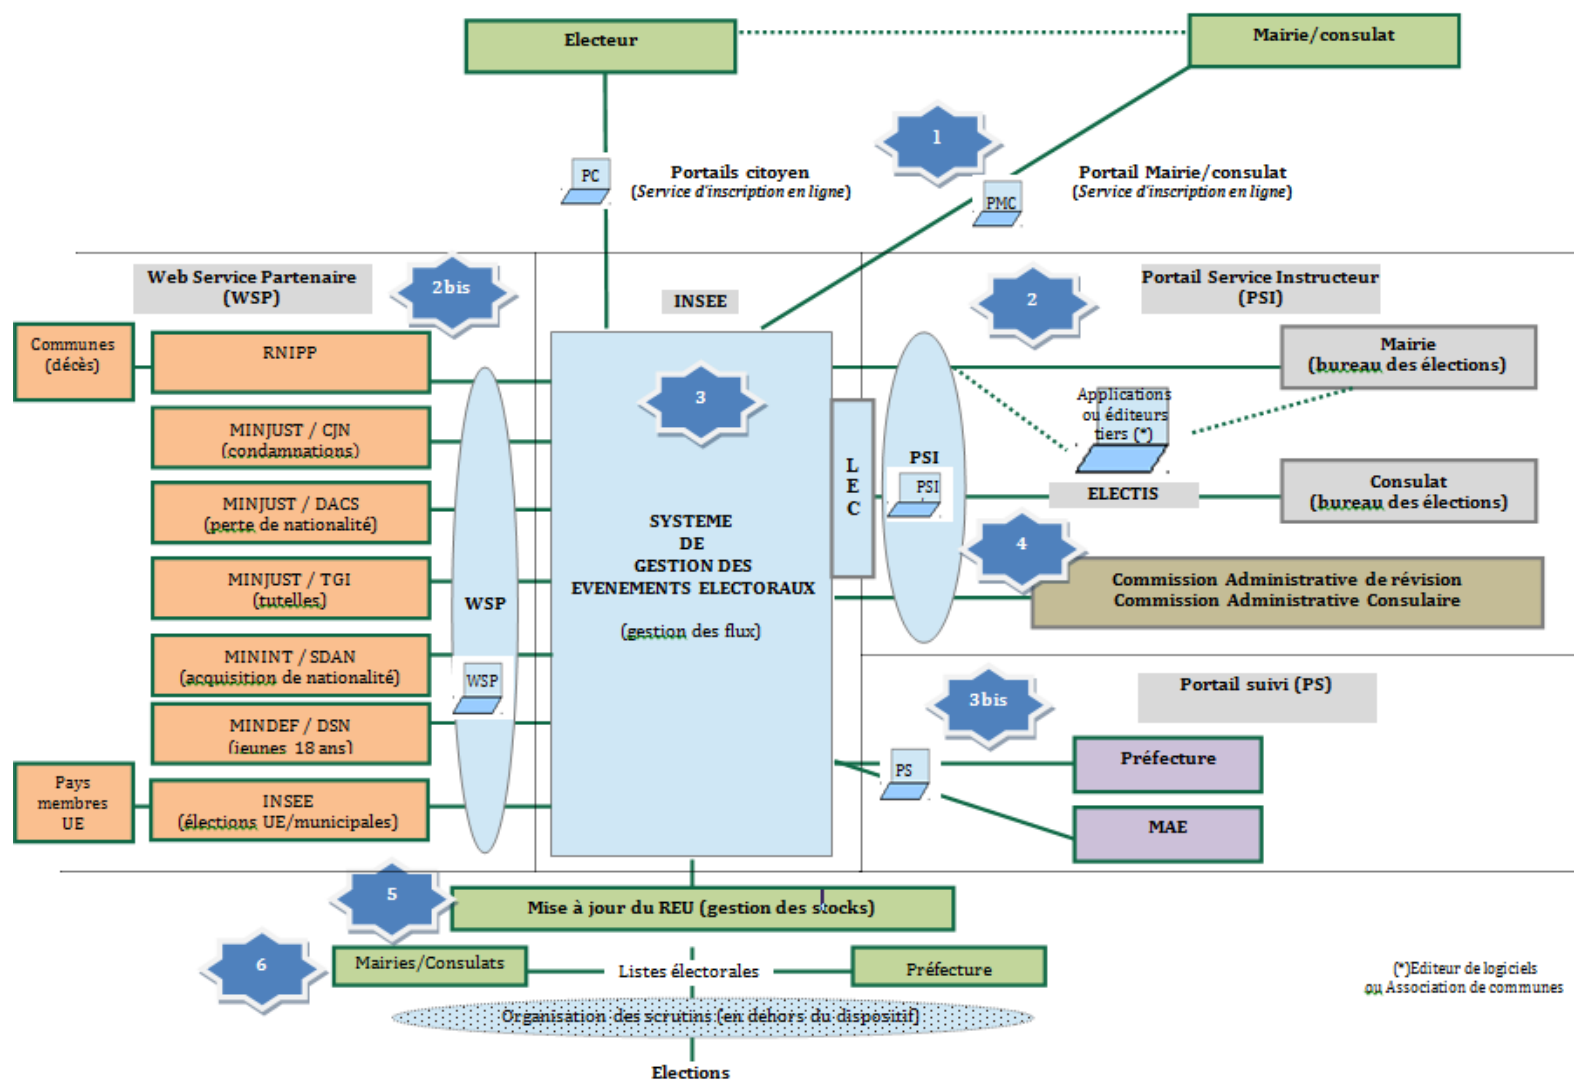 Electeur
Mairie/consulat
1
PC
Portails citoyen
(Service d'inscription en ligne)
PMC
Portail Mairie/consulat
(Service d'inscription en ligne)
Web Service Partenaire
(WSP)
2bis
INSEE
2
Portail Service Instructeur
(PSI)
Communes
(décès)
RNIPP
MINJUST / CJN
(condamnations)
MINJUST / DACS
(perte de nationalité)
MINJUST / TGI
(tutelles)
MININT / SDAN
(acquisition de nationalité)
MINDEF / DSN
(jeunes 18 ans)
Pays
membres
UE
INSEE
(élections UE/municipales)
WSP
WSP
3
SYSTEME
DE
GESTION DES
EVENEMENTS ELECTORAUX
(gestion des flux)
L
E
C
PSI
PSI
Mairie
(bureau des élections)
Applications
ou éditeurs
tiers (*)
ELECTIS
Consulat
(bureau des élections)
4
Commission Administrative de révision
Commission Administrative Consulaire
3bis
Portail suivi (PS)
PS
Préfecture
MAE
5
Mise à jour du REU (gestion des stocks)
6
Mairies/Consulats
Listes électorales
Préfecture
(*)Editeur de logiciels
ou Association de communes
Organisation des scrutins (en dehors du dispositif)
Elections